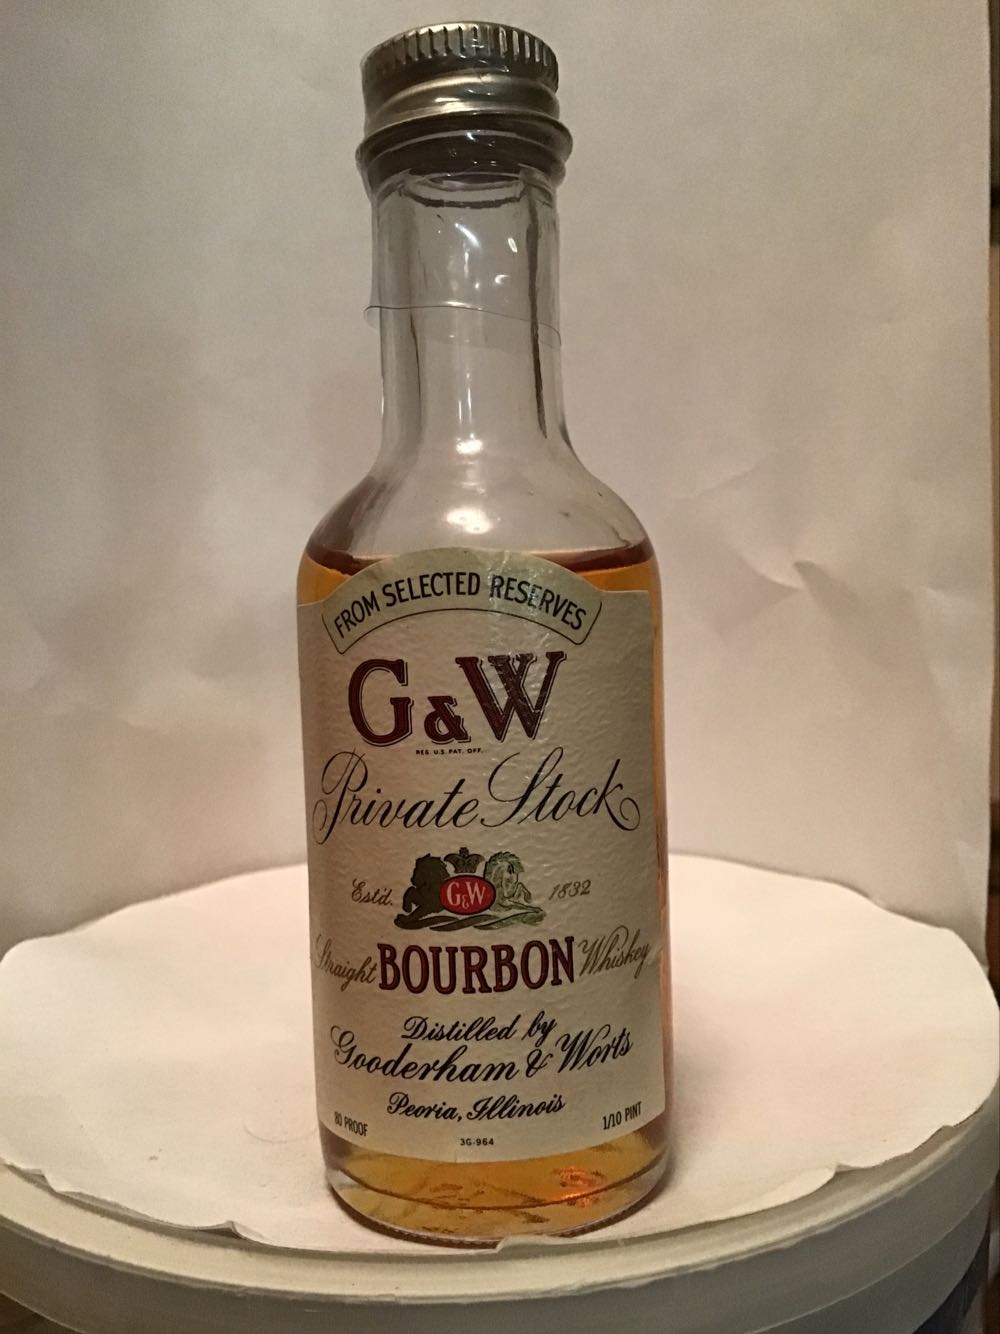 FROM SELECTED RESERVES
G&W
REG. U.S. PAT. OFF.
Private Stock
Estd. G&W 1832
Straight BOURBON Whiskey
Distilled by
Gooderham & Worts
Peoria, Illinois
80 PROOF 1/10 PINT
3G-964